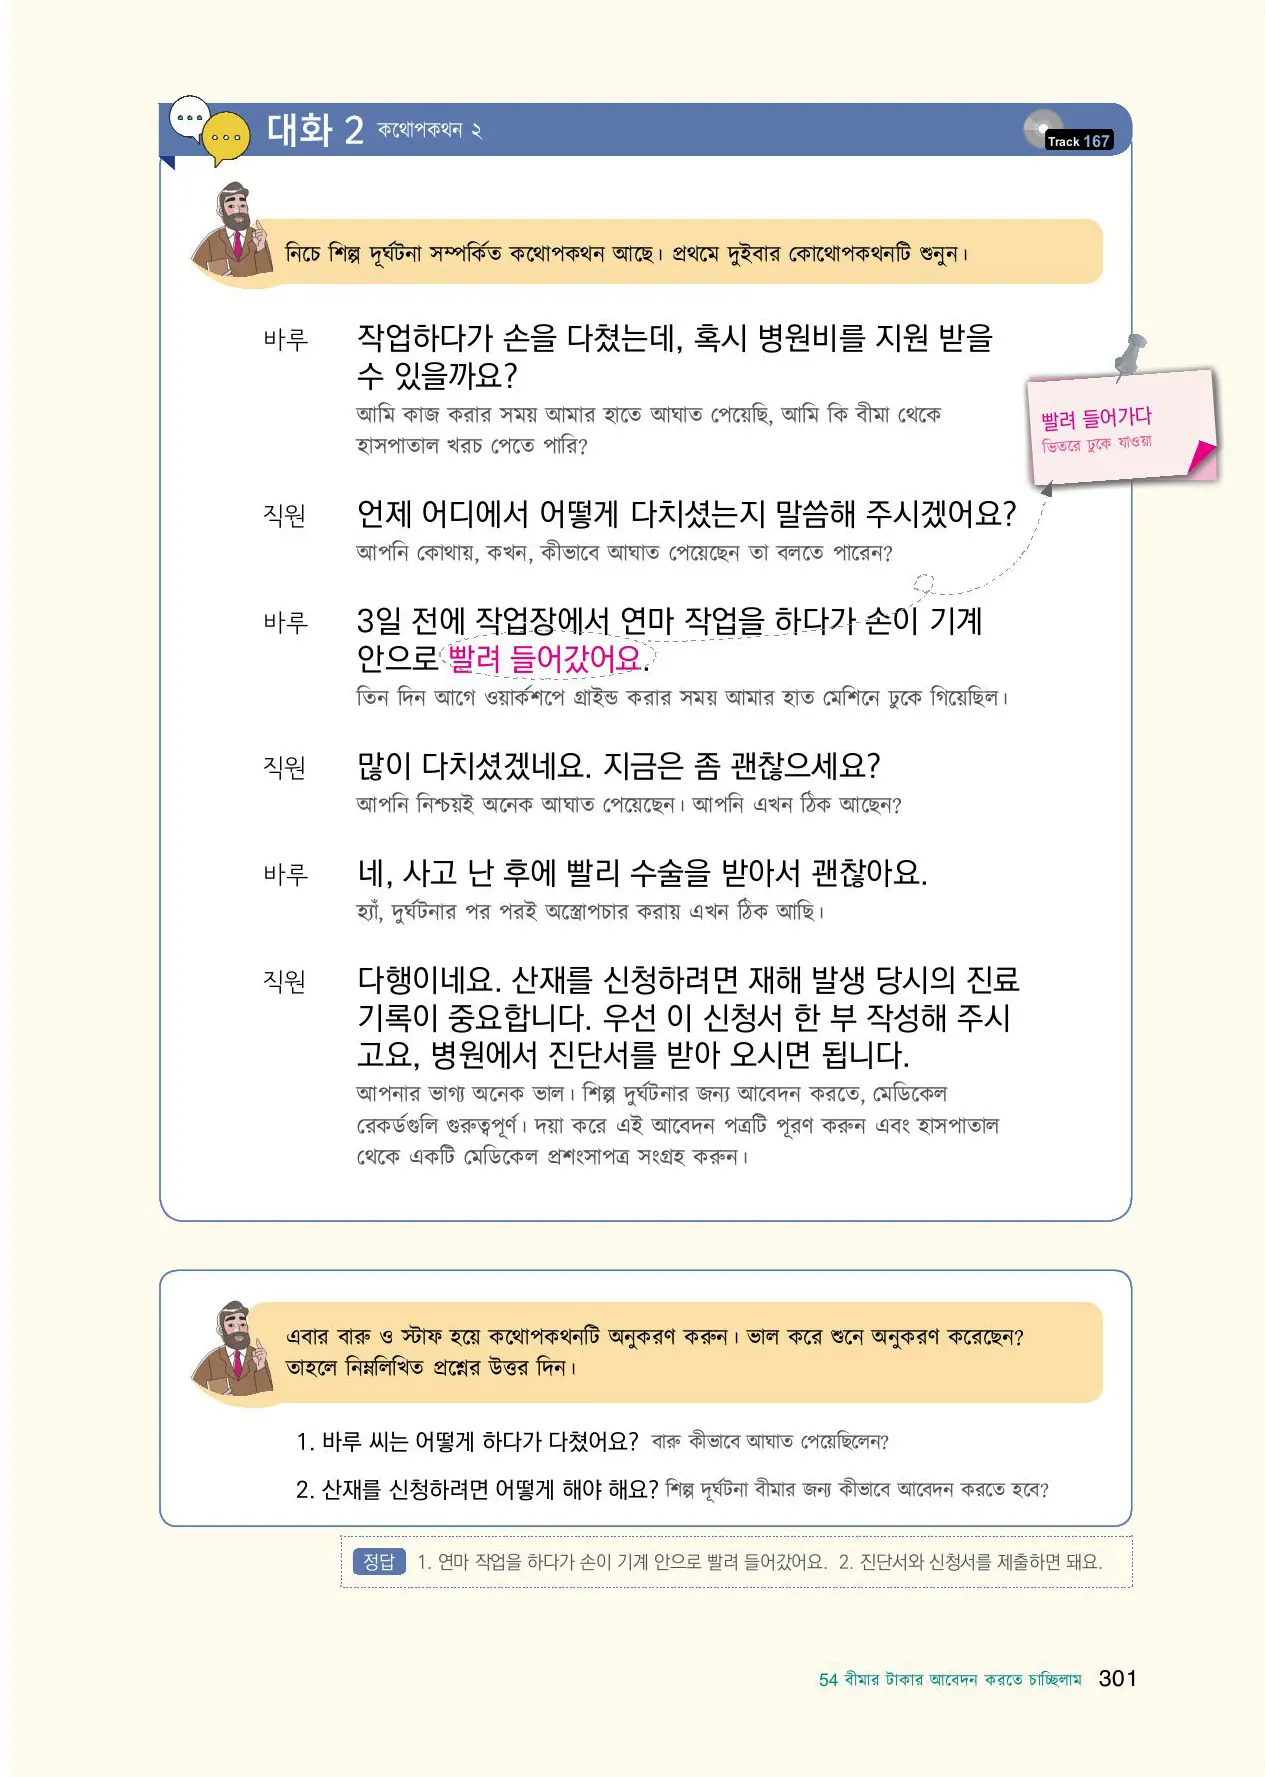 대화 2 কথোপকথন ২
Track 167
নিচে শিল্প দূর্ঘটনা সম্পর্কিত কথোপকথন আছে। প্রথমে দুইবার কোথোপকথনটি শুনুন।
바루 작업하다가 손을 다쳤는데, 혹시 병원비를 지원 받을
수 있을까요?
আমি কাজ করার সময় আমার হাতে আঘাত পেয়েছি, আমি কি বীমা থেকে
হাসপাতাল খরচ পেতে পারি?
빨려 들어가다
ভিতরে ঢুকে যাওয়া
직원 언제 어디에서 어떻게 다치셨는지 말씀해 주시겠어요?
আপনি কোথায়, কখন, কীভাবে আঘাত পেয়েছেন তা বলতে পারেন?
바루 3일 전에 작업장에서 연마 작업을 하다가 손이 기계
안으로 빨려 들어갔어요.
তিন দিন আগে ওয়ার্কশপে গ্রাইন্ড করার সময় আমার হাত মেশিনে ঢুকে গিয়েছিল।
직원 많이 다치셨겠네요. 지금은 좀 괜찮으세요?
আপনি নিশ্চয়ই অনেক আঘাত পেয়েছেন। আপনি এখন ঠিক আছেন?
바루 네, 사고 난 후에 빨리 수술을 받아서 괜찮아요.
হ্যাঁ, দুর্ঘটনার পর পরই অস্ত্রোপচার করায় এখন ঠিক আছি।
직원 다행이네요. 산재를 신청하려면 재해 발생 당시의 진료
기록이 중요합니다. 우선 이 신청서 한 부 작성해 주시
고요, 병원에서 진단서를 받아 오시면 됩니다.
আপনার ভাগ্য অনেক ভাল। শিল্প দুর্ঘটনার জন্য আবেদন করতে, মেডিকেল
রেকর্ডগুলি গুরুত্বপূর্ণ। দয়া করে এই আবেদন পত্রটি পূরণ করুন এবং হাসপাতাল
থেকে একটি মেডিকেল প্রশংসাপত্র সংগ্রহ করুন।
এবার বারু ও স্টাফ হয়ে কথোপকথনটি অনুকরণ করুন। ভাল করে শুনে অনুকরণ করেছেন?
তাহলে নিম্নলিখিত প্রশ্নের উত্তর দিন।
1. 바루 씨는 어떻게 하다가 다쳤어요? বারু কীভাবে আঘাত পেয়েছিলেন?
2. 산재를 신청하려면 어떻게 해야 해요? শিল্প দূর্ঘটনা বীমার জন্য কীভাবে আবেদন করতে হবে?
정답 1. 연마 작업을 하다가 손이 기계 안으로 빨려 들어갔어요. 2. 진단서와 신청서를 제출하면 돼요.
54 বীমার টাকার আবেদন করতে চাচ্ছিলাম 301